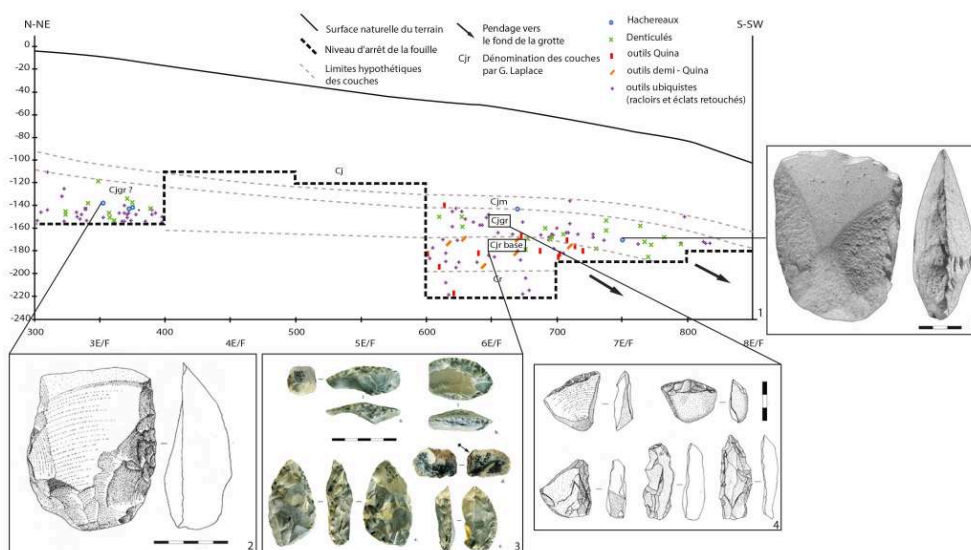 N-NE
S-SW
Surface naturelle du terrain
Niveau d'arrêt de la fouille
Limites hypothétiques
des couches
Pendage vers
le fond de la grotte
Cjr Dénomination des couches
par G. Laplace
Hachereaux
Denticulés
outils Quina
outils demi - Quina
outils ubiquistes
(racloirs et éclats retouchés)
0
-20
-40
-60
-80
-100
-120
-140
-160
-180
-200
-220
-240
Cjgr ?
Cj
Cjm
Cjgr
Cjr base
Cr
1
300
400
500
600
700
800
3E/F
4E/F
5E/F
6E/F
7E/F
8E/F
2
3
4